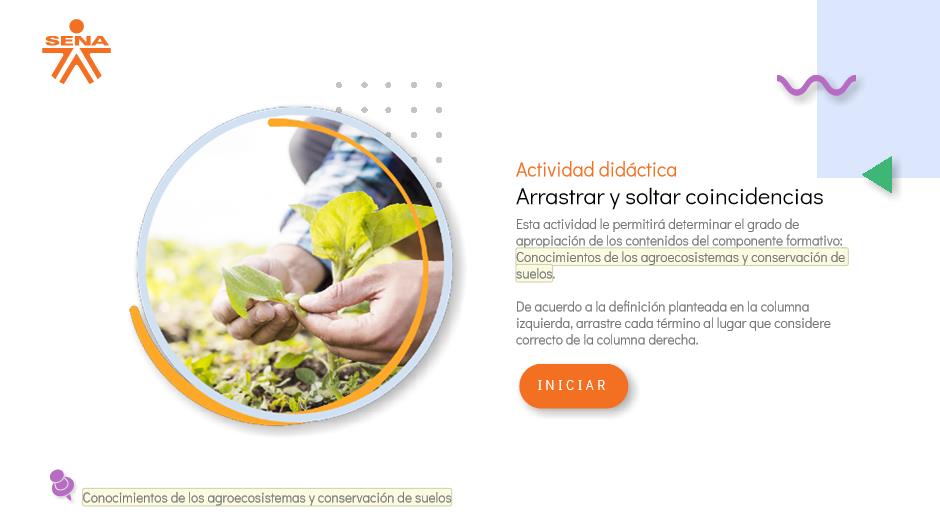 SENA
Actividad didáctica
Arrastrar y soltar coincidencias
Esta actividad le permitirá determinar el grado de
apropiación de los contenidos del componente formativo:
Conocimientos de los agroecosistemas y conservación de
suelos.
De acuerdo a la definición planteada en la columna
izquierda, arrastre cada término al lugar que considere
correcto de la columna derecha.
INICIAR
Conocimientos de los agroecosistemas y conservación de suelos